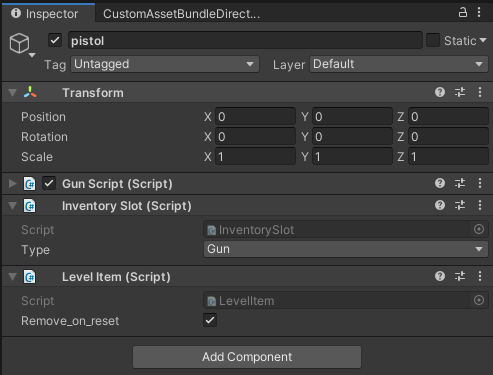 Inspector
CustomAssetBundleDirect...
pistol
Static
Tag Untagged Layer Default
Transform
Position X 0 Y 0 Z 0
Rotation X 0 Y 0 Z 0
Scale X 1 Y 1 Z 1
Gun Script (Script)
Inventory Slot (Script)
Script InventorySlot
Type Gun
Level Item (Script)
Script LevelItem
Remove_on_reset
Add Component